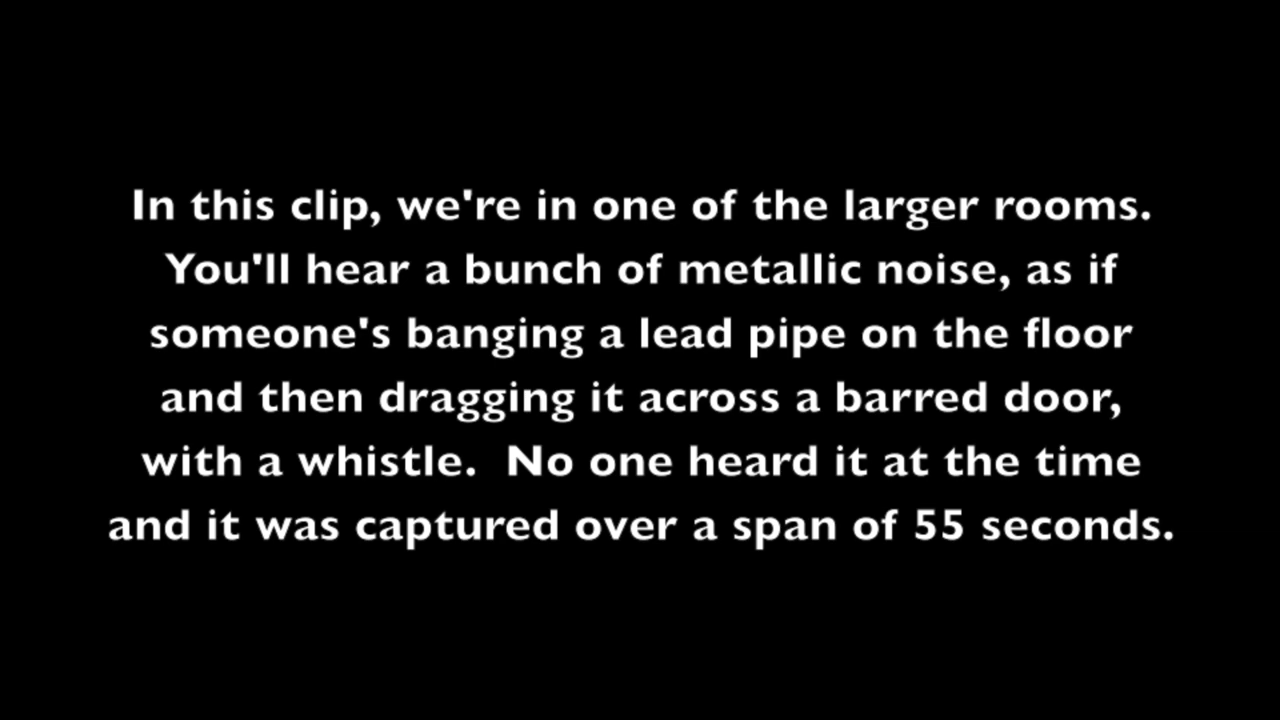 In this clip, we're in one of the larger rooms.
You'll hear a bunch of metallic noise, as if
someone's banging a lead pipe on the floor
and then dragging it across a barred door,
with a whistle.  No one heard it at the time
and it was captured over a span of 55 seconds.